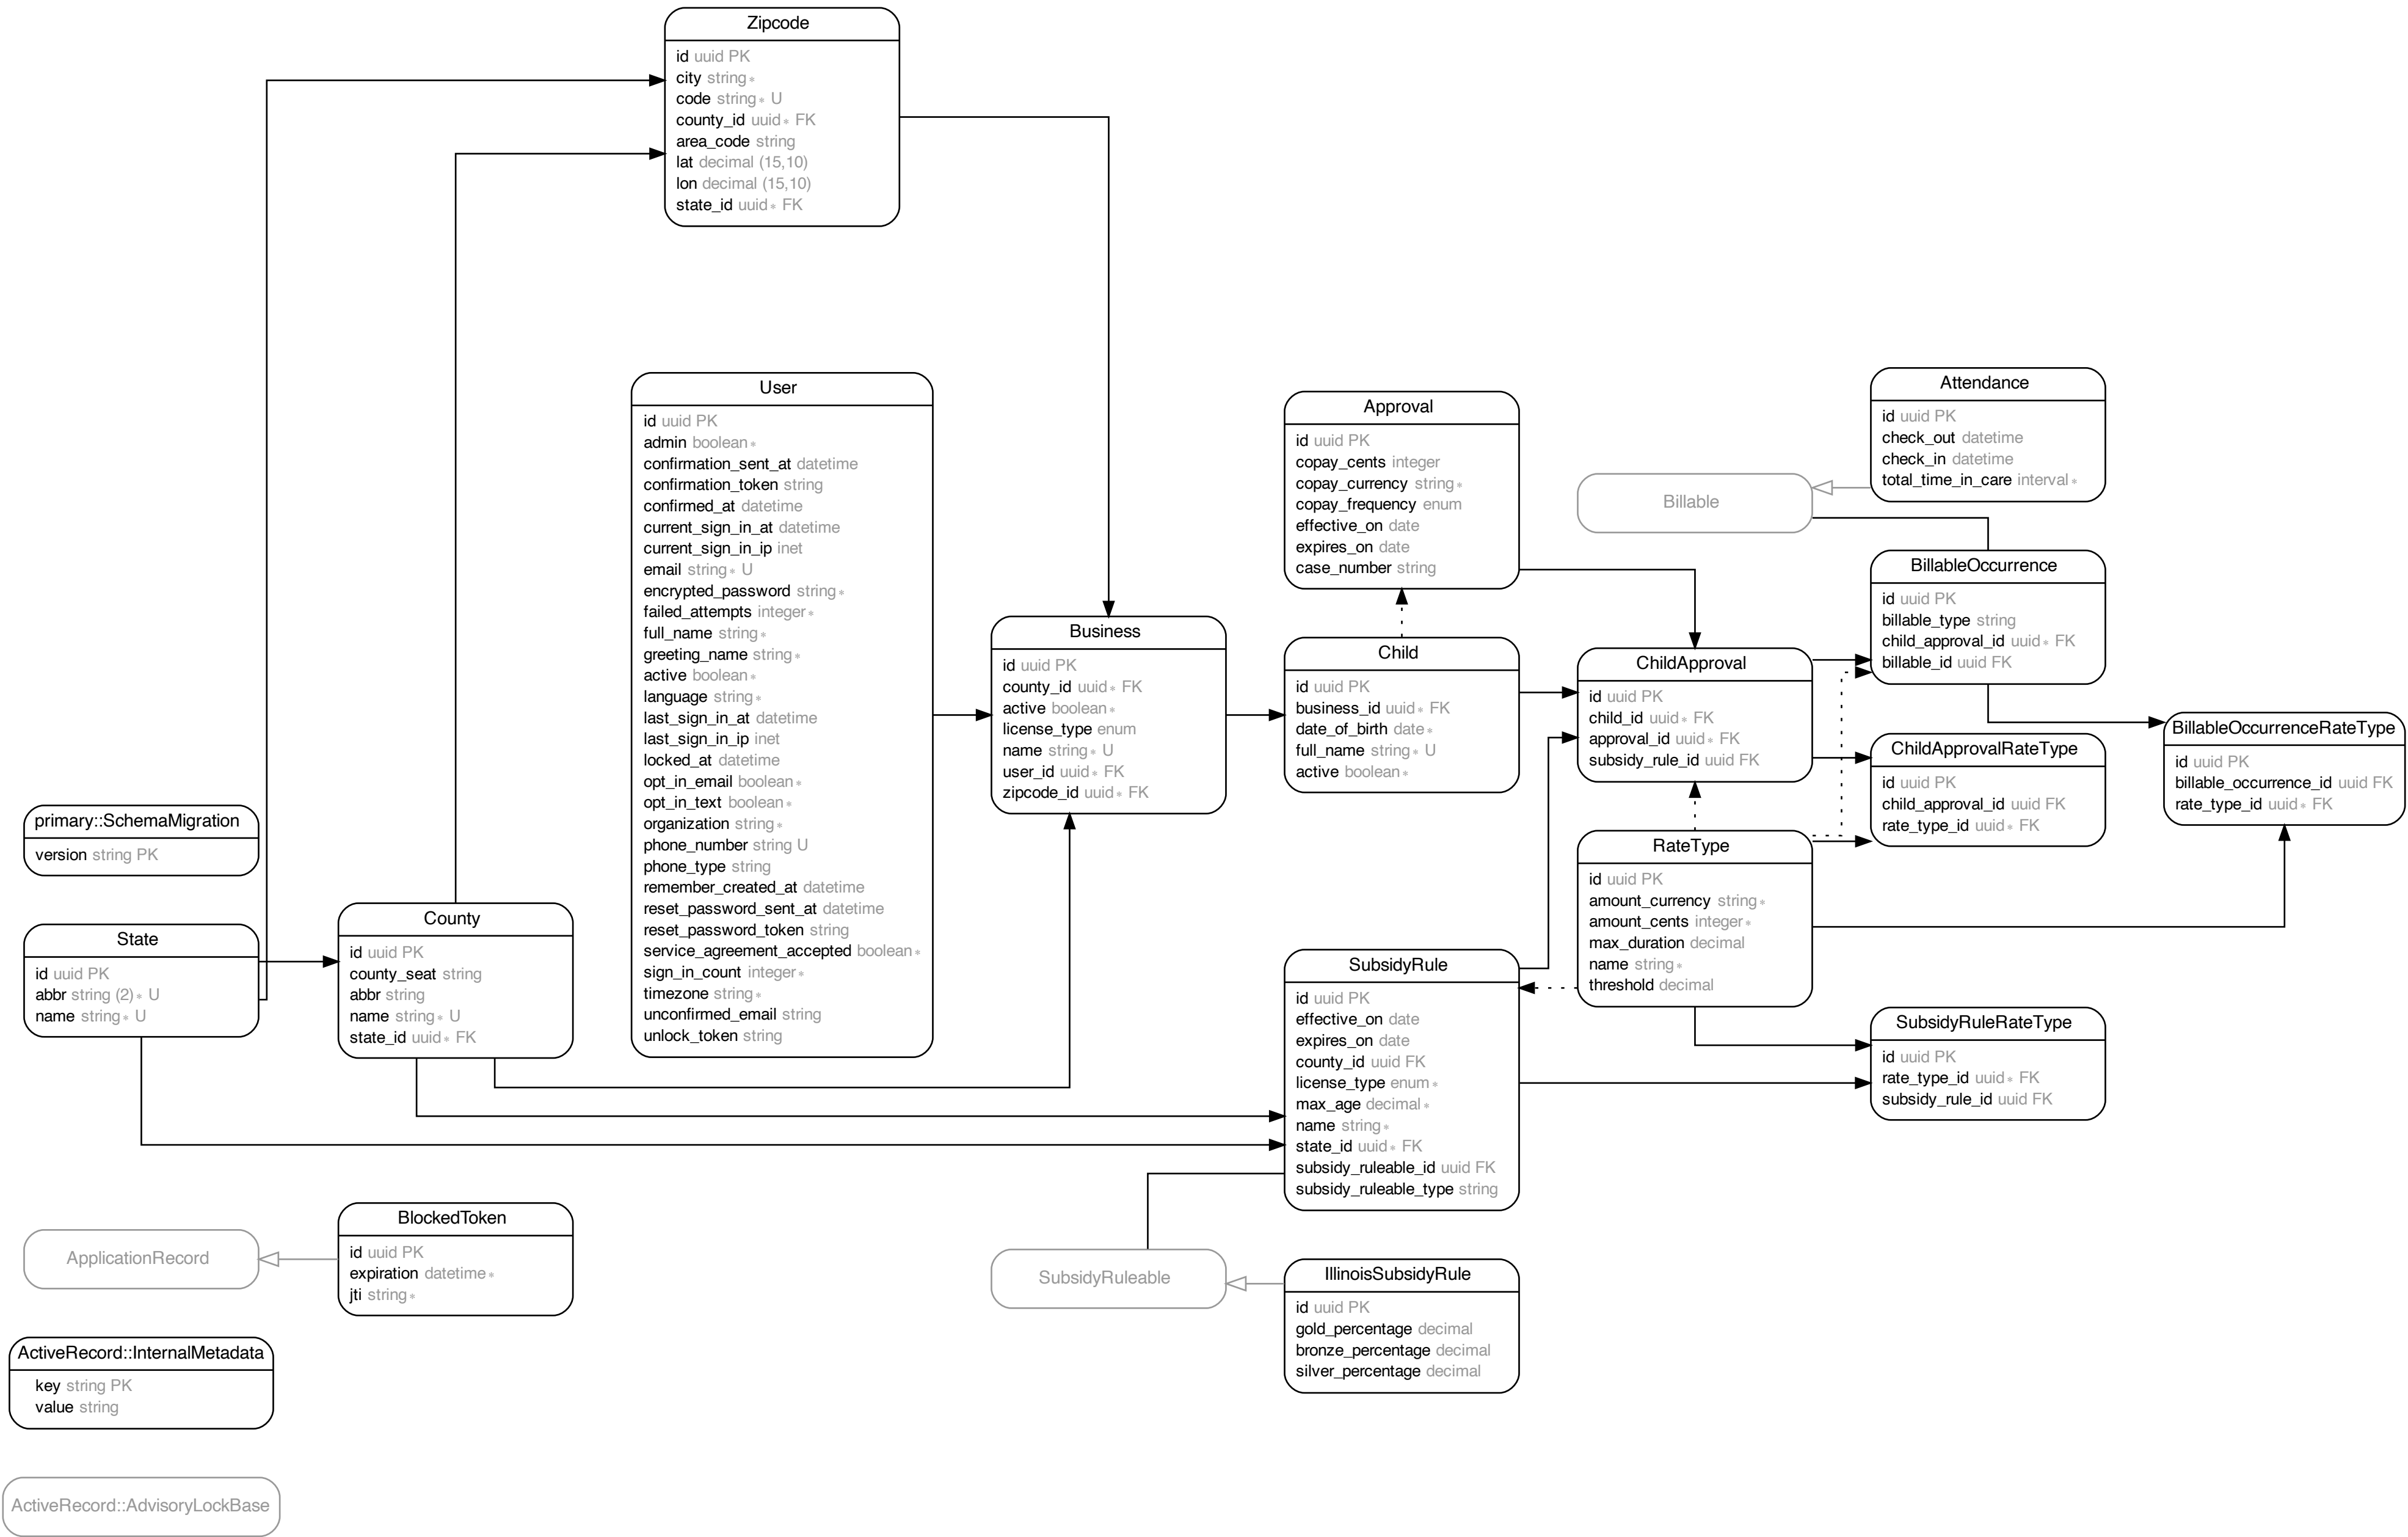 Zipcode
id uuid PK
city string∗
code string∗ U
county_id uuid∗ FK
area_code string
lat decimal (15,10)
lon decimal (15,10)
state_id uuid∗ FK
User
id uuid PK
admin boolean∗
confirmation_sent_at datetime
confirmation_token string
confirmed_at datetime
current_sign_in_at datetime
current_sign_in_ip inet
email string∗ U
encrypted_password string∗
failed_attempts integer∗
full_name string∗
greeting_name string∗
active boolean∗
language string∗
last_sign_in_at datetime
last_sign_in_ip inet
locked_at datetime
opt_in_email boolean∗
opt_in_text boolean∗
organization string∗
phone_number string U
phone_type string
remember_created_at datetime
reset_password_sent_at datetime
reset_password_token string
service_agreement_accepted boolean∗
sign_in_count integer∗
timezone string∗
unconfirmed_email string
unlock_token string
Attendance
id uuid PK
check_out datetime
check_in datetime
total_time_in_care interval∗
Approval
id uuid PK
copay_cents integer
copay_currency string∗
copay_frequency enum
effective_on date
expires_on date
case_number string
Billable
BillableOccurrence
id uuid PK
billable_type string
child_approval_id uuid∗ FK
billable_id uuid FK
Business
id uuid PK
county_id uuid∗ FK
active boolean∗
license_type enum
name string∗ U
user_id uuid∗ FK
zipcode_id uuid∗ FK
Child
id uuid PK
business_id uuid∗ FK
date_of_birth date∗
full_name string∗ U
active boolean∗
ChildApproval
id uuid PK
child_id uuid∗ FK
approval_id uuid∗ FK
subsidy_rule_id uuid FK
BillableOccurrenceRateType
id uuid PK
billable_occurrence_id uuid FK
rate_type_id uuid∗ FK
ChildApprovalRateType
id uuid PK
child_approval_id uuid FK
rate_type_id uuid∗ FK
primary::SchemaMigration
version string PK
RateType
id uuid PK
amount_currency string∗
amount_cents integer∗
max_duration decimal
name string∗
threshold decimal
State
id uuid PK
abbr string (2)∗ U
name string∗ U
County
id uuid PK
county_seat string
abbr string
name string∗ U
state_id uuid∗ FK
SubsidyRule
id uuid PK
effective_on date
expires_on date
county_id uuid FK
license_type enum∗
max_age decimal∗
name string∗
state_id uuid∗ FK
subsidy_ruleable_id uuid FK
subsidy_ruleable_type string
SubsidyRuleRateType
id uuid PK
rate_type_id uuid∗ FK
subsidy_rule_id uuid FK
ApplicationRecord
BlockedToken
id uuid PK
expiration datetime∗
jti string∗
SubsidyRuleable
IllinoisSubsidyRule
id uuid PK
gold_percentage decimal
bronze_percentage decimal
silver_percentage decimal
ActiveRecord::InternalMetadata
key string PK
value string
ActiveRecord::AdvisoryLockBase